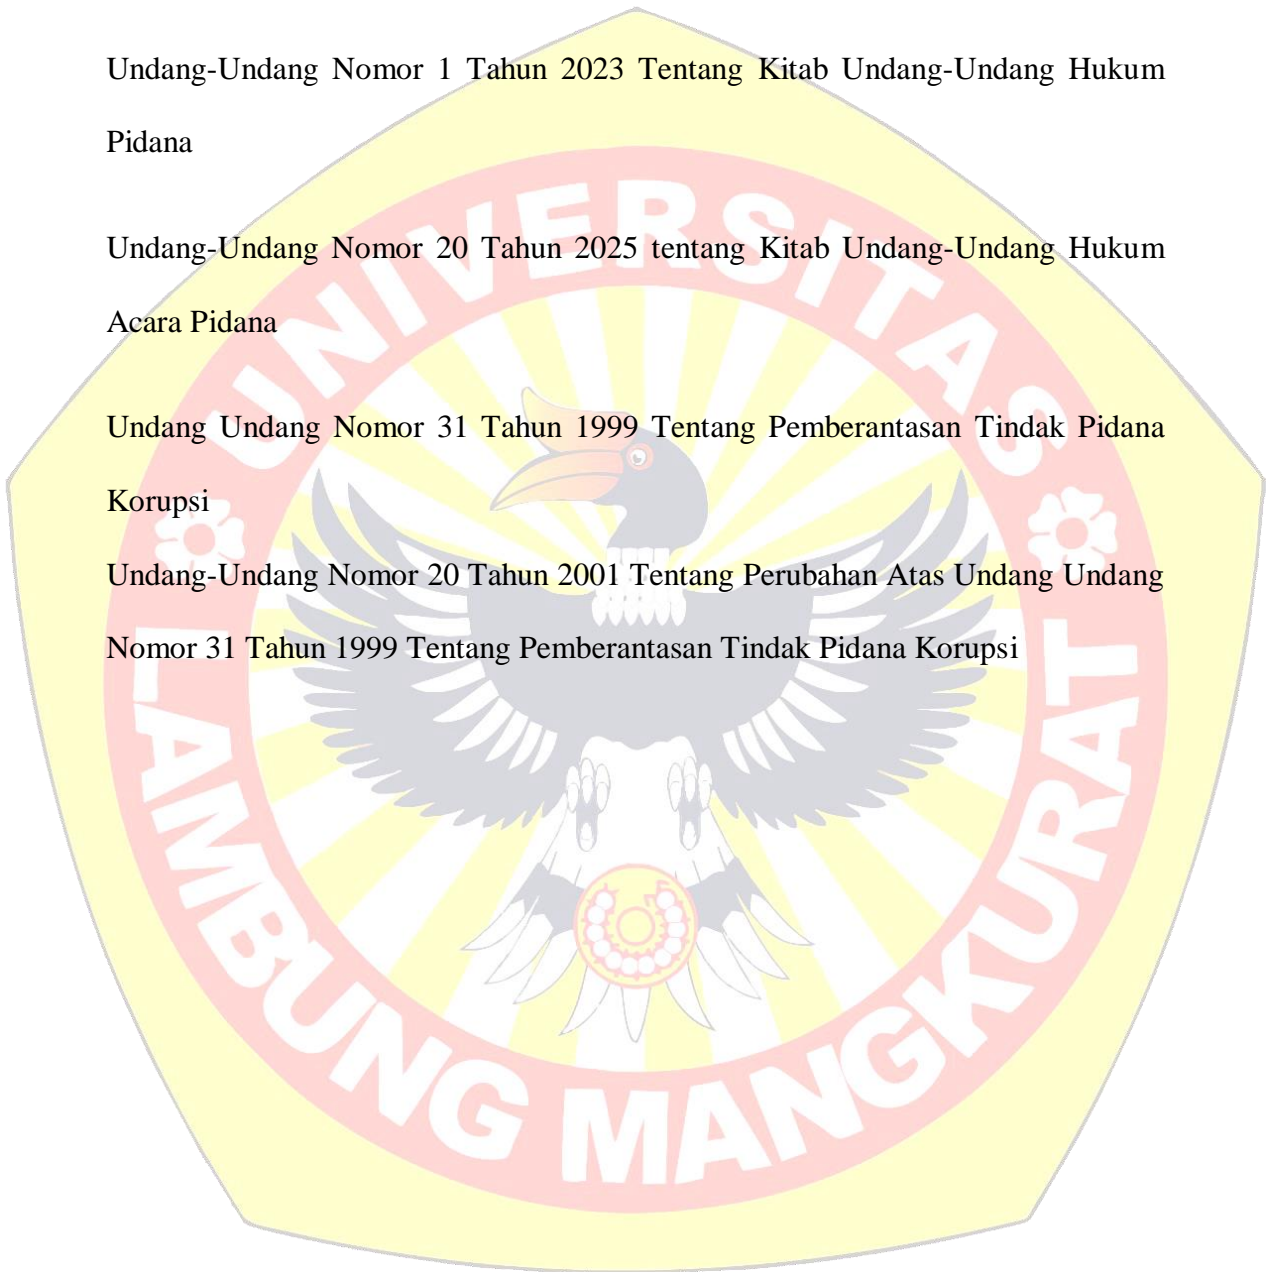 Undang-Undang Nomor 1 Tahun 2023 Tentang Kitab Undang-Undang Hukum
Pidana
Undang-Undang Nomor 20 Tahun 2025 tentang Kitab Undang-Undang Hukum
Acara Pidana
Undang Undang Nomor 31 Tahun 1999 Tentang Pemberantasan Tindak Pidana
Korupsi
Undang-Undang Nomor 20 Tahun 2001 Tentang Perubahan Atas Undang Undang
Nomor 31 Tahun 1999 Tentang Pemberantasan Tindak Pidana Korupsi
UNIVERSITAS
LAMBUNG MANGKURAT